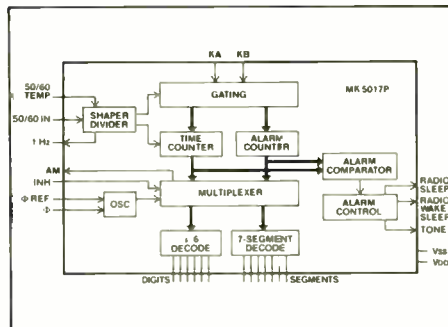 KA KB
MK 5017P
50/60
TEMP
GATING
50/60 IN
SHAPER
DIVIDER
1 Hz
TIME
COUNTER
ALARM
COUNTER
AM
ALARM
COMPARATOR
INH
MULTIPLEXER
RADIO
SLEEP
Φ REF
OSC
ALARM
CONTROL
RADIO
WAKE
SLEEP
Φ
TONE
DECODE
7-SEGMENT
DECODE
VSS
VDD
DIGITS
SEGMENTS